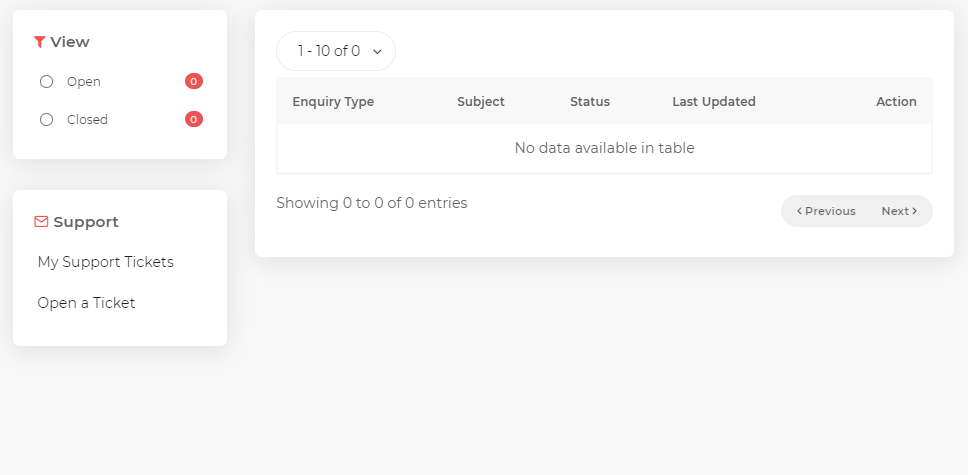 View
Open 0
Closed 0
Support
My Support Tickets
Open a Ticket
1 - 10 of 0
Enquiry Type Subject Status Last Updated Action
No data available in table
Showing 0 to 0 of 0 entries
Previous Next